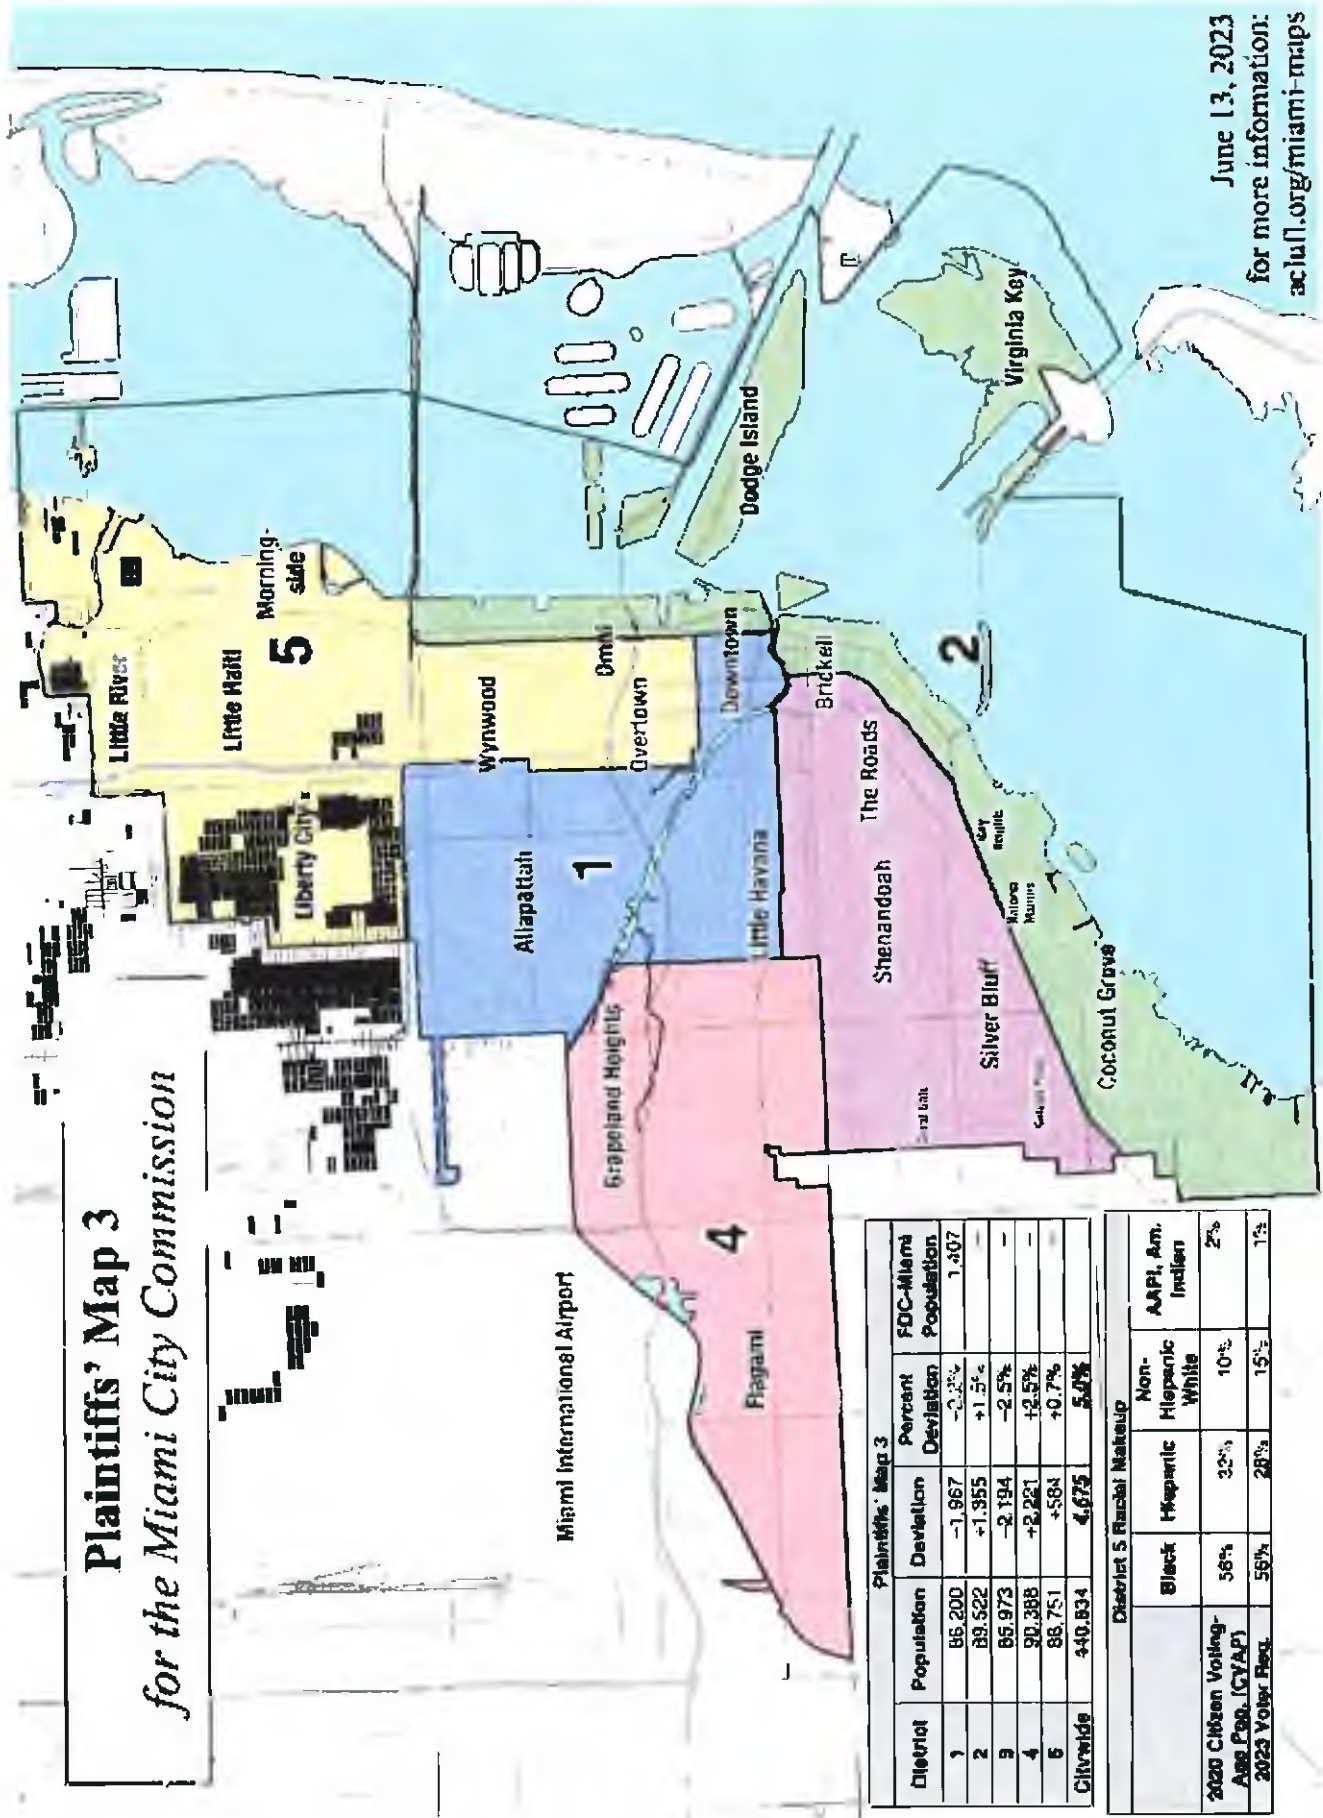 Plaintiffs' Map 3
for the Miami City Commission
June 13, 2023
for more information:
aclufl.org/miami-maps
Little River
Little Haiti
5
Morning-
side
Liberty City
Wynwood
Omni
Overtown
Allapattah
1
Downtown
Little Havana
Brickell
Dodge Island
Virginia Key
2
The Roads
Shenandoah
Silver Bluff
Coconut Grove
Grapeland Heights
4
Flagami
Miami International Airport
Plaintiffs' Map 3
District Population Deviation Percent Deviation FDC-Miami Population
1 86,200 -1,967 -2.2% 1,407
2 89,522 +1,355 +1.5% –
3 85,973 -2,194 -2.5% –
4 90,388 +2,221 +2.5% –
5 88,751 +584 +0.7% –
Citywide 440,834 4,675 5.0%
District 5 Racial Makeup
Black Hispanic Non-Hispanic White AAPI, Am. Indian
2020 Citizen Voting-Age Pop. (CVAP) 56% 32% 10% 2%
2023 Voter Reg. 56% 28% 15% 1%